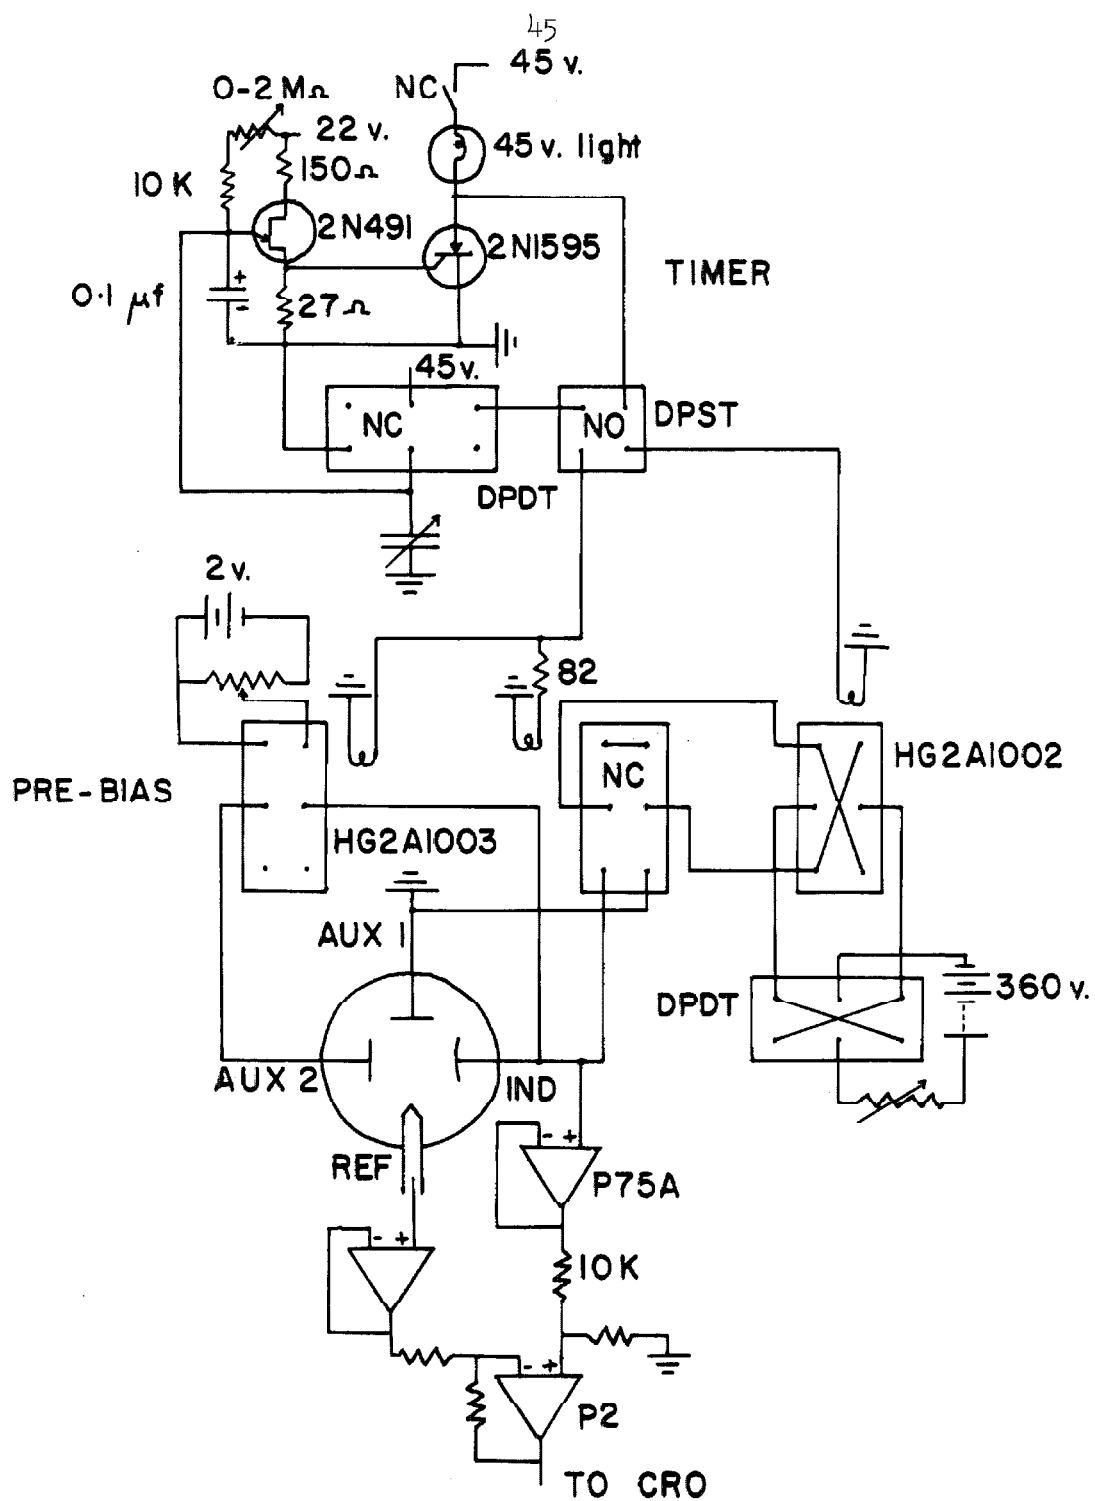 45
45 v.
NC
0-2 MΩ
22 v.
45 v. light
150Ω
10 K
2N491
2N1595
TIMER
0.1 μf
+
-
27Ω
45 v.
NC
NO
DPST
DPDT
2 v.
82
HG2A1002
NC
PRE-BIAS
HG2A1003
AUX 1
DPDT
360 v.
AUX 2
IND
REF
- +
P75A
- +
10K
- +
P2
TO CRO